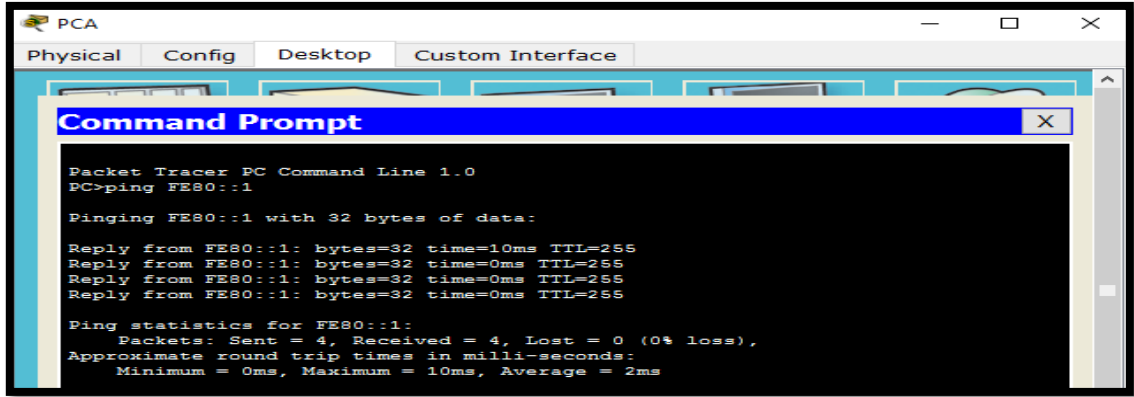 PCA
Physical Config Desktop Custom Interface
Command Prompt X
Packet Tracer PC Command Line 1.0
PC>ping FE80::1
Pinging FE80::1 with 32 bytes of data:
Reply from FE80::1: bytes=32 time=10ms TTL=255
Reply from FE80::1: bytes=32 time=0ms TTL=255
Reply from FE80::1: bytes=32 time=0ms TTL=255
Reply from FE80::1: bytes=32 time=0ms TTL=255
Ping statistics for FE80::1:
Packets: Sent = 4, Received = 4, Lost = 0 (0% loss),
Approximate round trip times in milli-seconds:
Minimum = 0ms, Maximum = 10ms, Average = 2ms